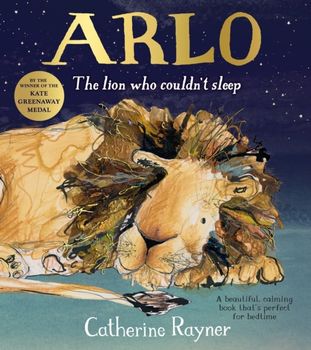 ARLO
The lion who couldn't sleep
BY THE
WINNER OF THE
KATE
GREENAWAY
MEDAL
A beautiful, calming
book that's perfect
for bedtime
Catherine Rayner